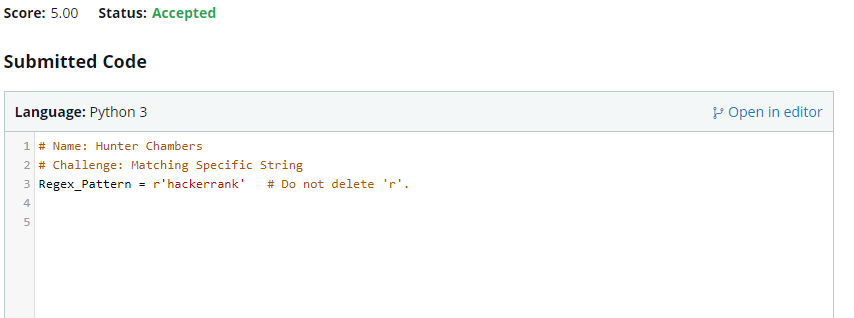 Score: 5.00 Status: Accepted
Submitted Code
Language: Python 3 Open in editor
1 # Name: Hunter Chambers
2 # Challenge: Matching Specific String
3 Regex_Pattern = r'hackerrank'   # Do not delete 'r'.
4
5